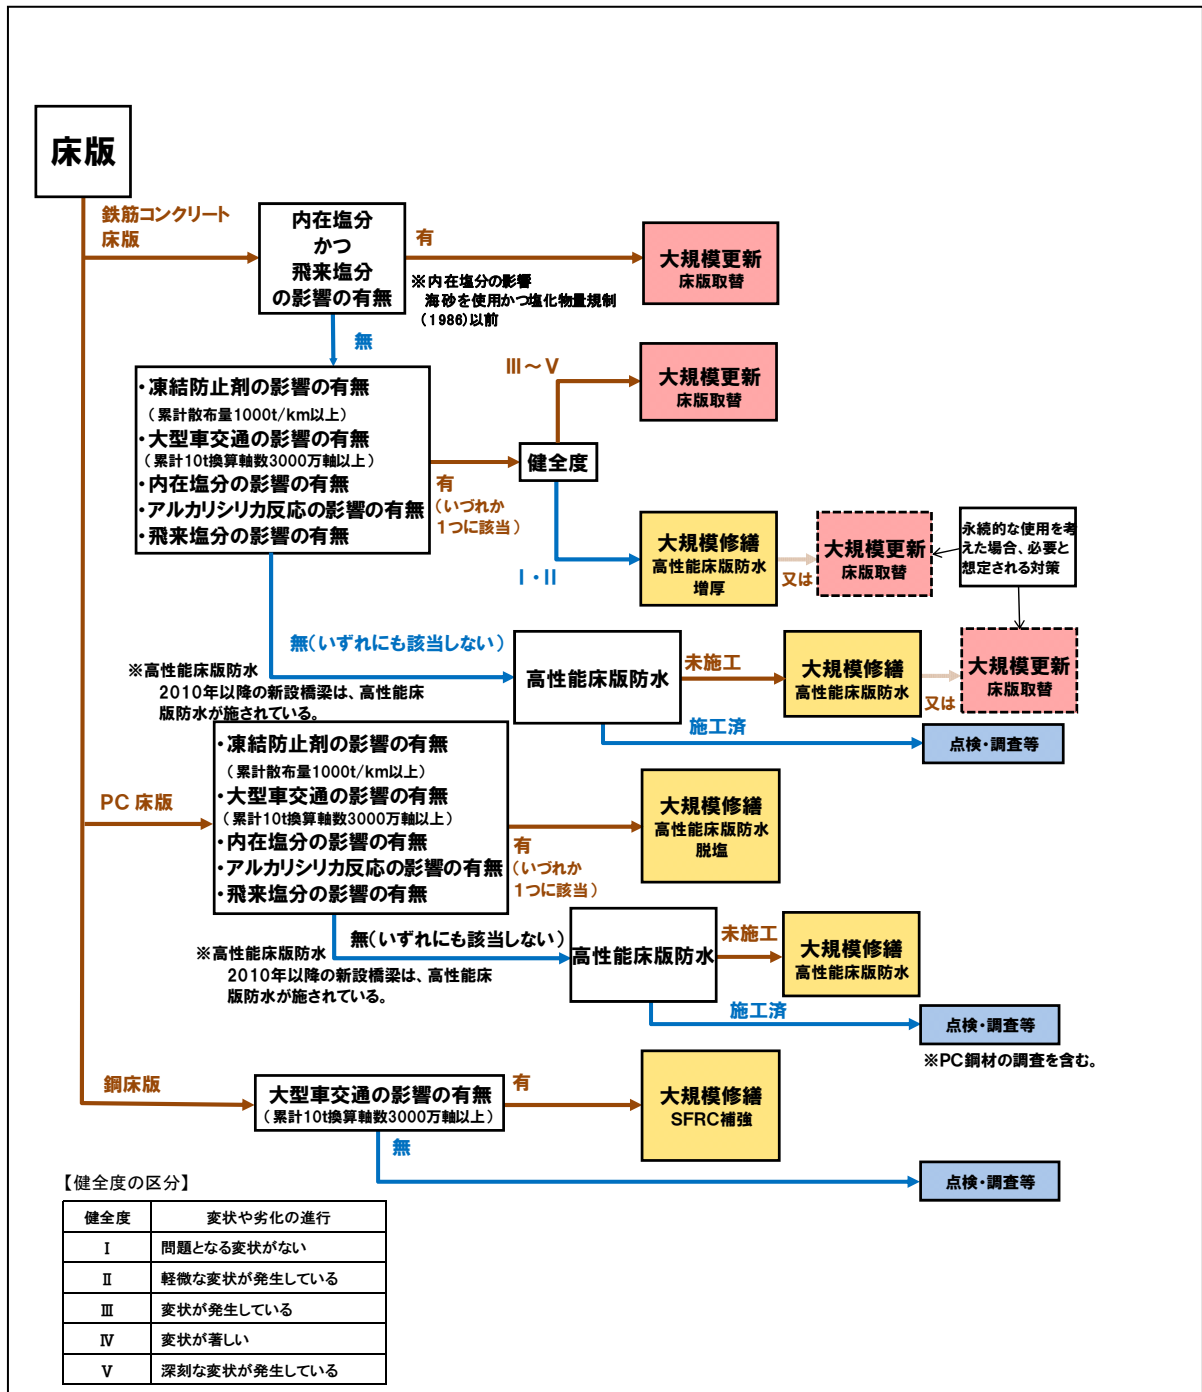 床版
鉄筋コンクリート
床版
内在塩分
かつ
飛来塩分
の影響の有無
有
※内在塩分の影響
海砂を使用かつ塩化物量規制
(1986)以前
大規模更新
床版取替
無
・凍結防止剤の影響の有無
(累計散布量1000t/km以上)
・大型車交通の影響の有無
(累計10t換算軸数3000万軸以上)
・内在塩分の影響の有無
・アルカリシリカ反応の影響の有無
・飛来塩分の影響の有無
有
(いづれか
1つに該当)
健全度
Ⅲ～Ⅴ
大規模更新
床版取替
Ⅰ・Ⅱ
大規模修繕
高性能床版防水
増厚
又は
大規模更新
床版取替
永続的な使用を考
えた場合、必要と
想定される対策
無(いずれにも該当しない)
※高性能床版防水
2010年以降の新設橋梁は、高性能床
版防水が施されている。
高性能床版防水
未施工
大規模修繕
高性能床版防水
又は
大規模更新
床版取替
施工済
点検・調査等
PC床版
・凍結防止剤の影響の有無
(累計散布量1000t/km以上)
・大型車交通の影響の有無
(累計10t換算軸数3000万軸以上)
・内在塩分の影響の有無
・アルカリシリカ反応の影響の有無
・飛来塩分の影響の有無
有
(いづれか
1つに該当)
大規模修繕
高性能床版防水
脱塩
無(いずれにも該当しない)
※高性能床版防水
2010年以降の新設橋梁は、高性能床
版防水が施されている。
高性能床版防水
未施工
大規模修繕
高性能床版防水
施工済
点検・調査等
※PC鋼材の調査を含む。
鋼床版
大型車交通の影響の有無
(累計10t換算軸数3000万軸以上)
有
大規模修繕
SFRC補強
無
点検・調査等
【健全度の区分】
健全度 変状や劣化の進行
Ⅰ 問題となる変状がない
Ⅱ 軽微な変状が発生している
Ⅲ 変状が発生している
Ⅳ 変状が著しい
Ⅴ 深刻な変状が発生している